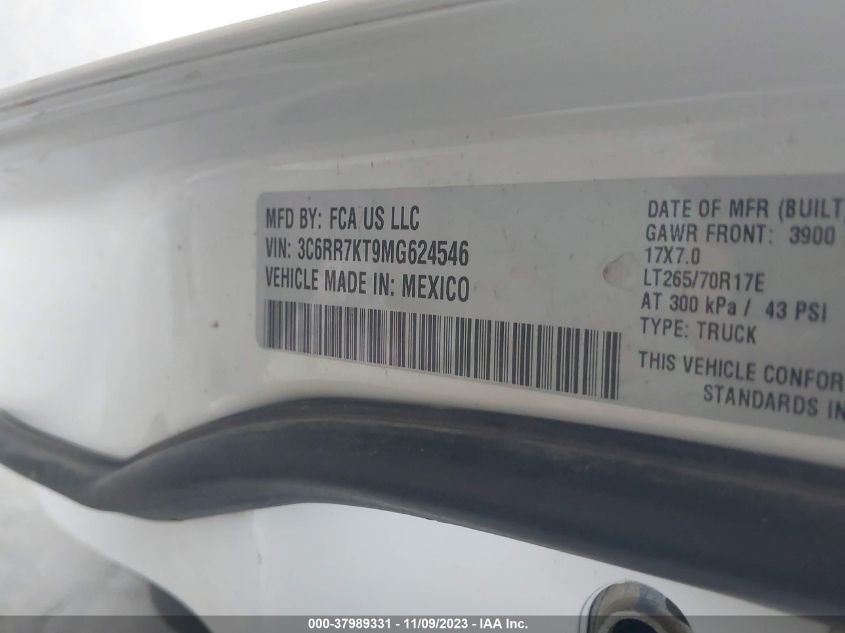 MFD BY: FCA US LLC
VIN: 3C6RR7KT9MG624546
VEHICLE MADE IN: MEXICO
DATE OF MFR (BUILT
GAWR FRONT: 3900
17X7.0
LT265/70R17E
AT 300 kPa / 43 PSI
TYPE: TRUCK
THIS VEHICLE CONFOR
STANDARDS IN
000-37989331 - 11/09/2023 - IAA Inc.